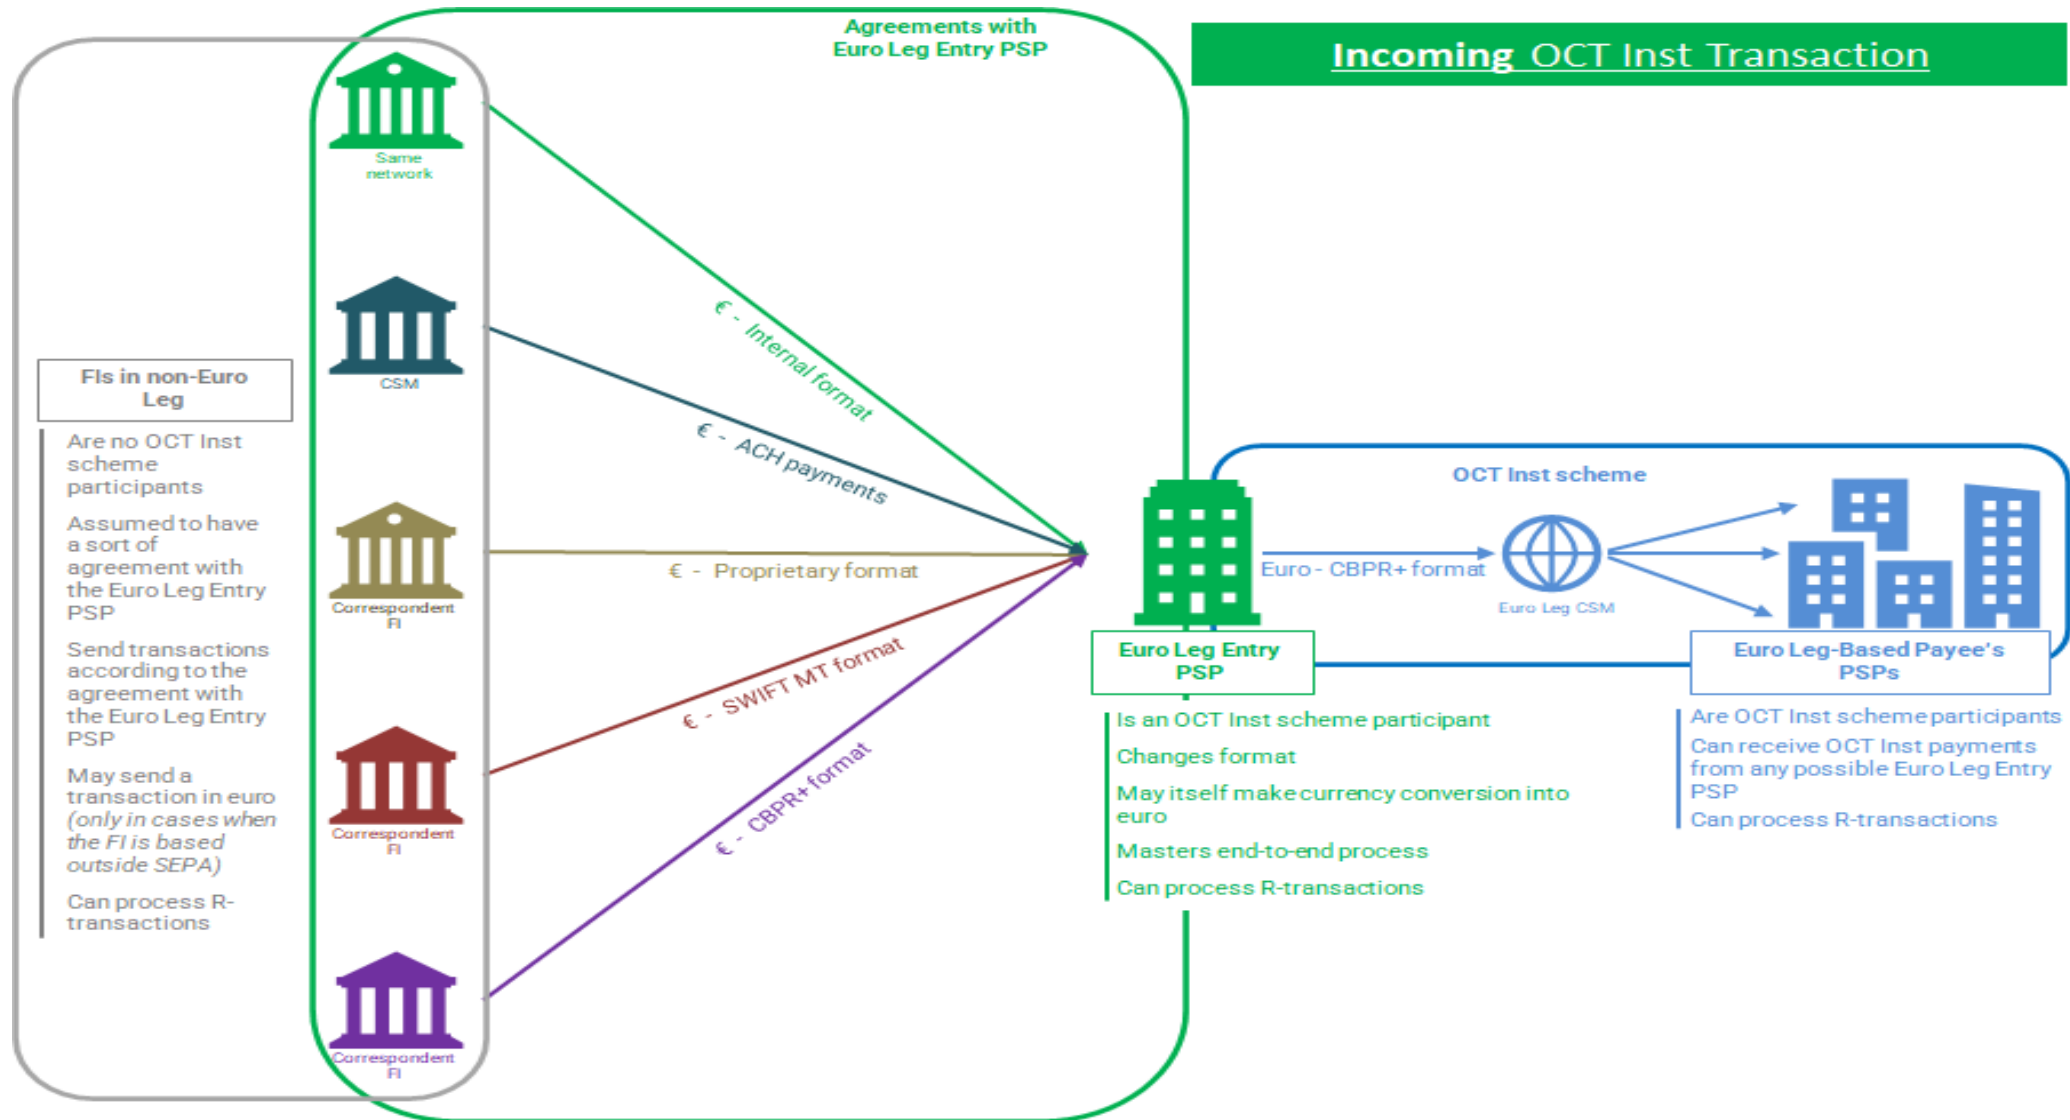 Agreements with
Euro Leg Entry PSP
Incoming OCT Inst Transaction
Same
network
CSM
Correspondent
FI
Correspondent
FI
Correspondent
FI
FIs in non-Euro
Leg
Are no OCT Inst
scheme
participants
Assumed to have
a sort of
agreement with
the Euro Leg Entry
PSP
Send transactions
according to the
agreement with
the Euro Leg Entry
PSP
May send a
transaction in euro
(only in cases when
the FI is based
outside SEPA)
Can process R-
transactions
€ - Internal format
€ - ACH payments
€ - Proprietary format
€ - SWIFT MT format
€ - CBPR+ format
OCT Inst scheme
Euro - CBPR+ format
Euro Leg CSM
Euro Leg Entry
PSP
Is an OCT Inst scheme participant
Changes format
May itself make currency conversion into
euro
Masters end-to-end process
Can process R-transactions
Euro Leg-Based Payee's
PSPs
Are OCT Inst scheme participants
Can receive OCT Inst payments
from any possible Euro Leg Entry
PSP
Can process R-transactions